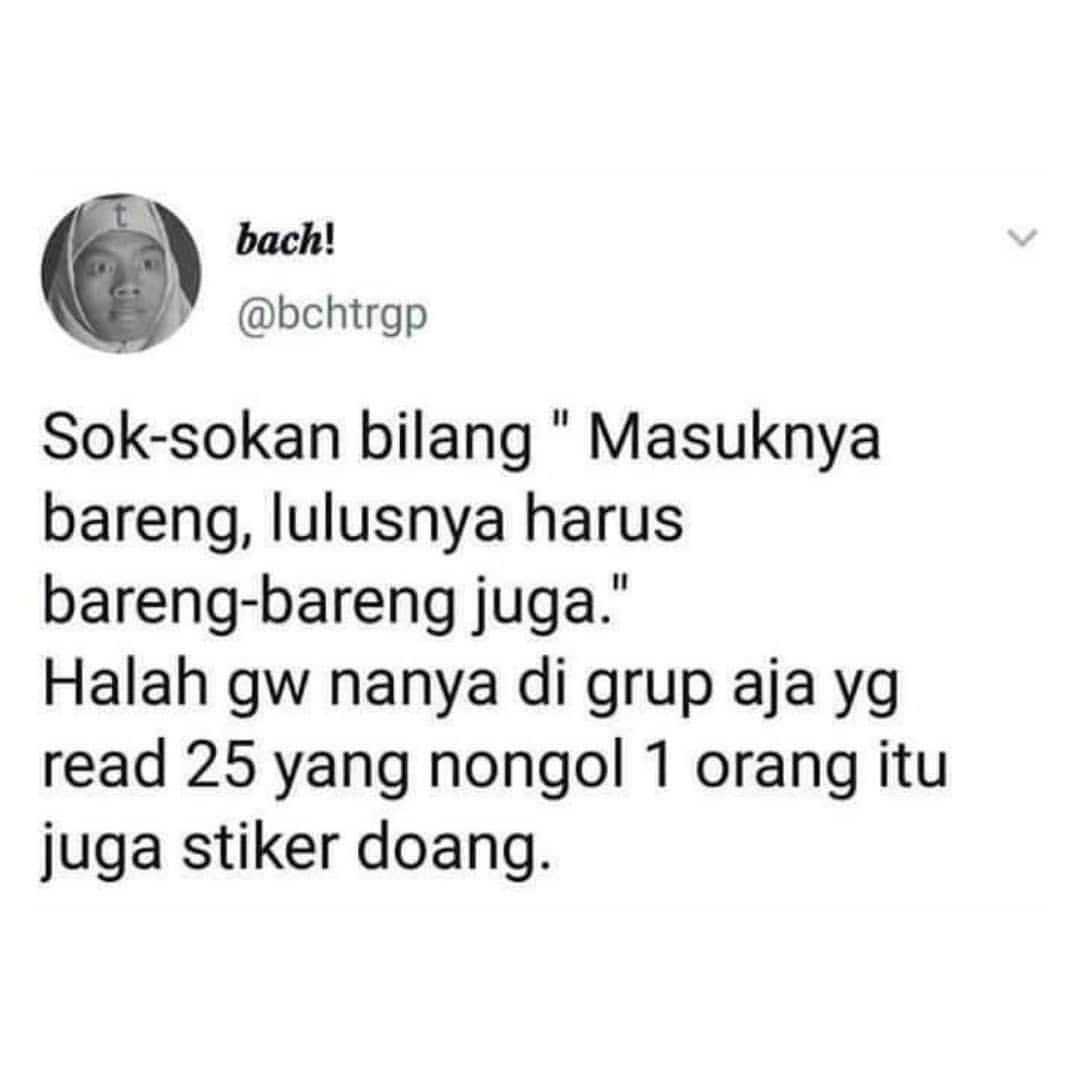 t
bach!
@bchtrgp
Sok-sokan bilang " Masuknya
bareng, lulusnya harus
bareng-bareng juga."
Halah gw nanya di grup aja yg
read 25 yang nongol 1 orang itu
juga stiker doang.